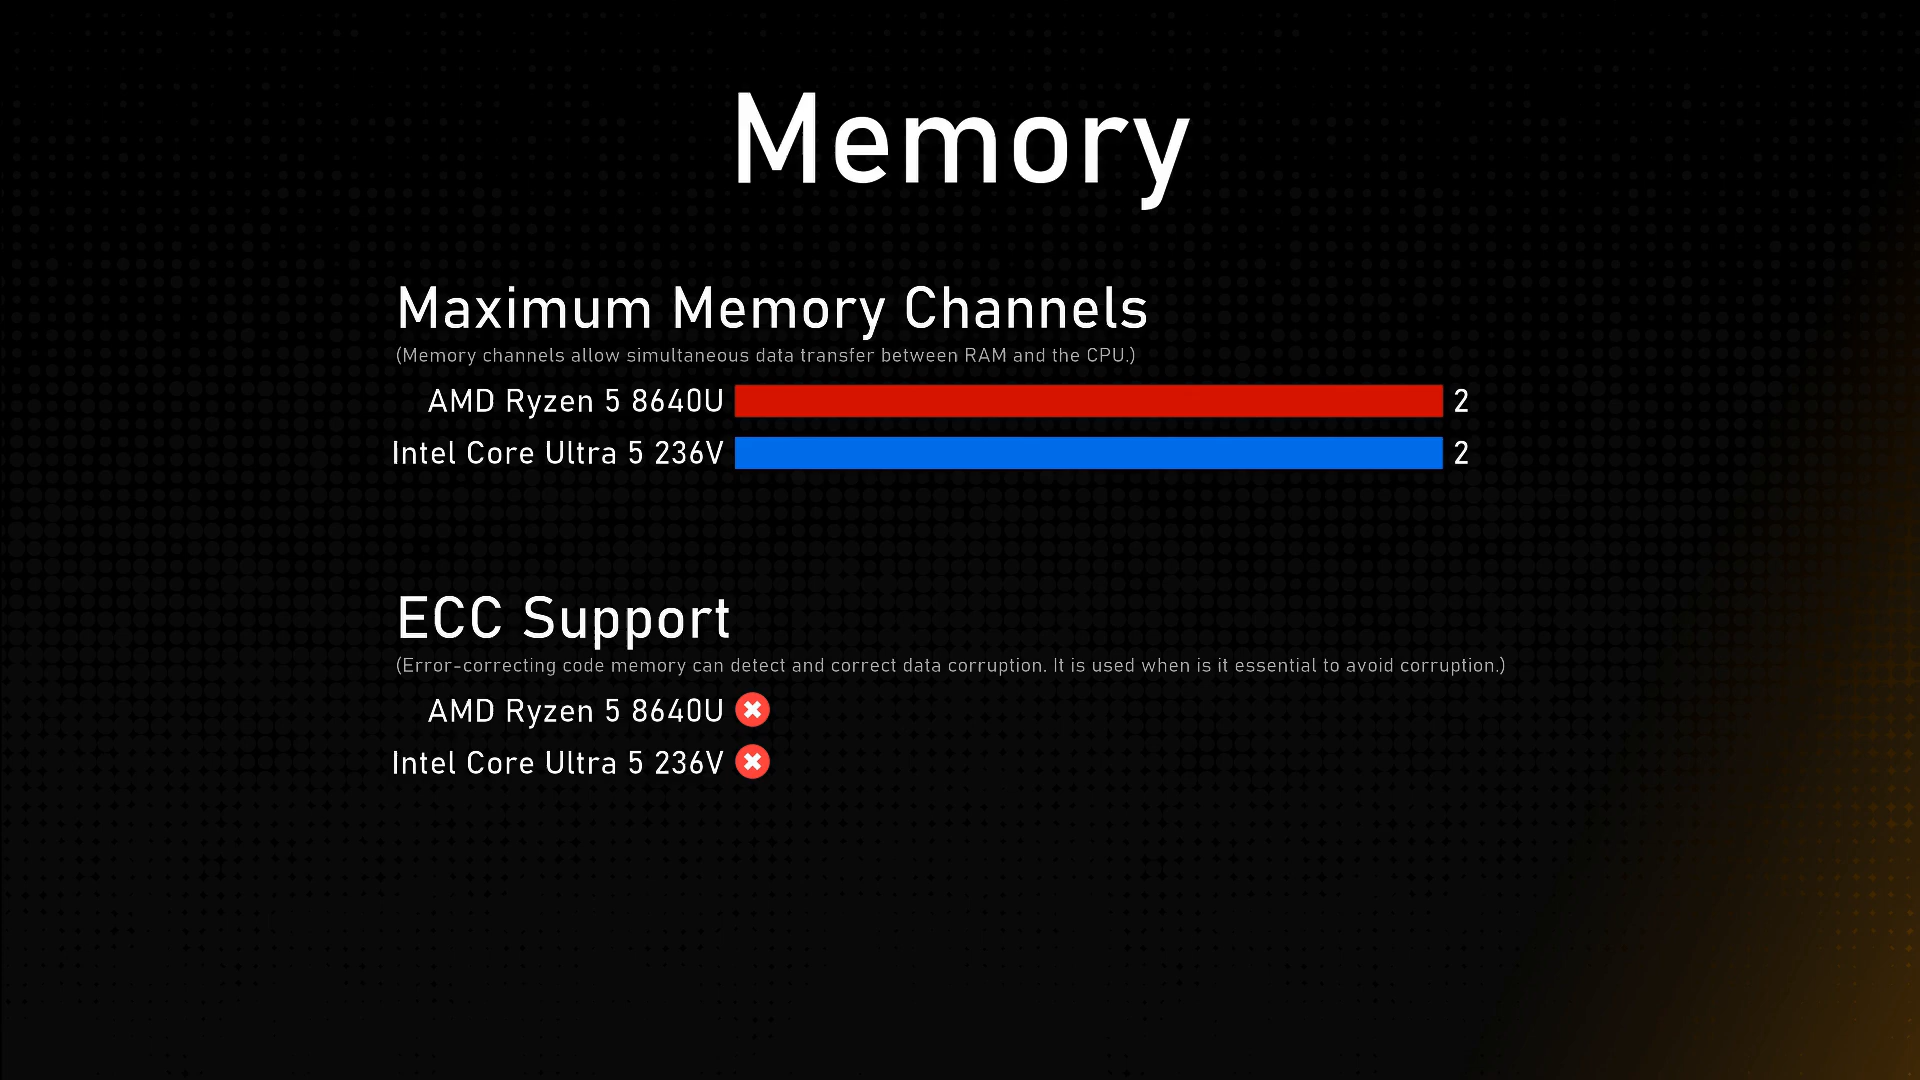 Memory
Maximum Memory Channels
(Memory channels allow simultaneous data transfer between RAM and the CPU.)
AMD Ryzen 5 8640U 2
Intel Core Ultra 5 236V 2
ECC Support
(Error-correcting code memory can detect and correct data corruption. It is used when is it essential to avoid corruption.)
AMD Ryzen 5 8640U
Intel Core Ultra 5 236V